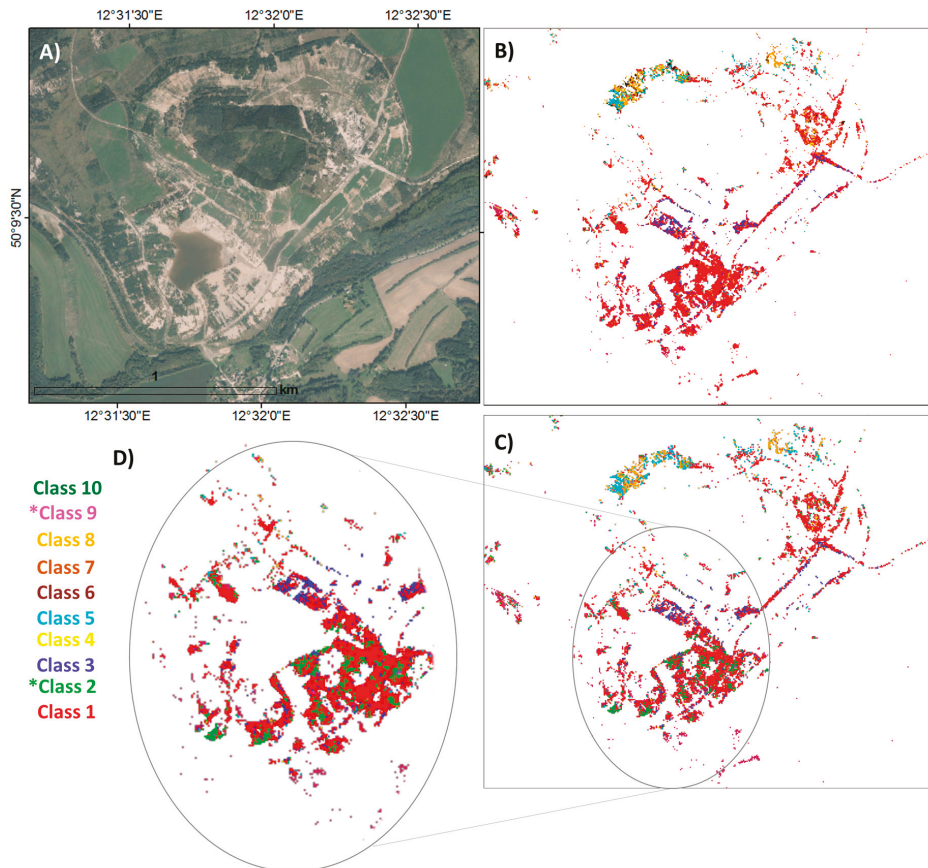 12°31'30"E 12°32'0"E 12°32'30"E
A)
B)
50°9'30"N
1
km
12°31'30"E 12°32'0"E 12°32'30"E
C)
D)
Class 10
*Class 9
Class 8
Class 7
Class 6
Class 5
Class 4
Class 3
*Class 2
Class 1